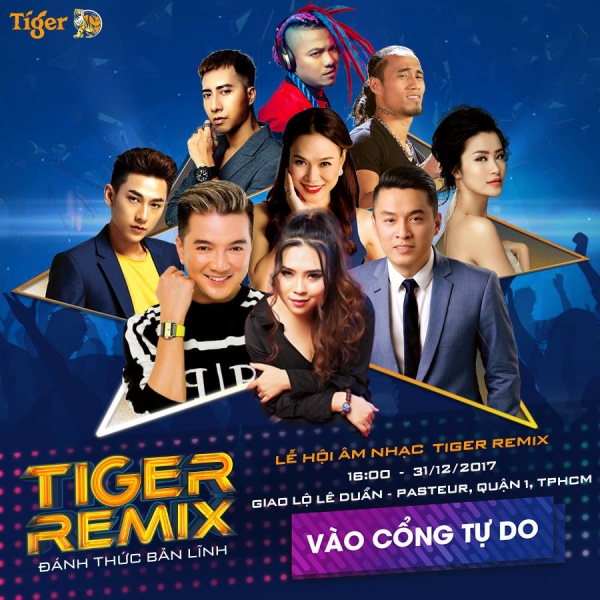 Tiger
P | P
LỄ HỘI ÂM NHẠC TIGER REMIX
16:00 - 31/12/2017
GIAO LỘ LÊ DUẨN - PASTEUR, QUẬN 1, TPHCM
VÀO CỔNG TỰ DO
TIGER
REMIX
ĐÁNH THỨC BẢN LĨNH